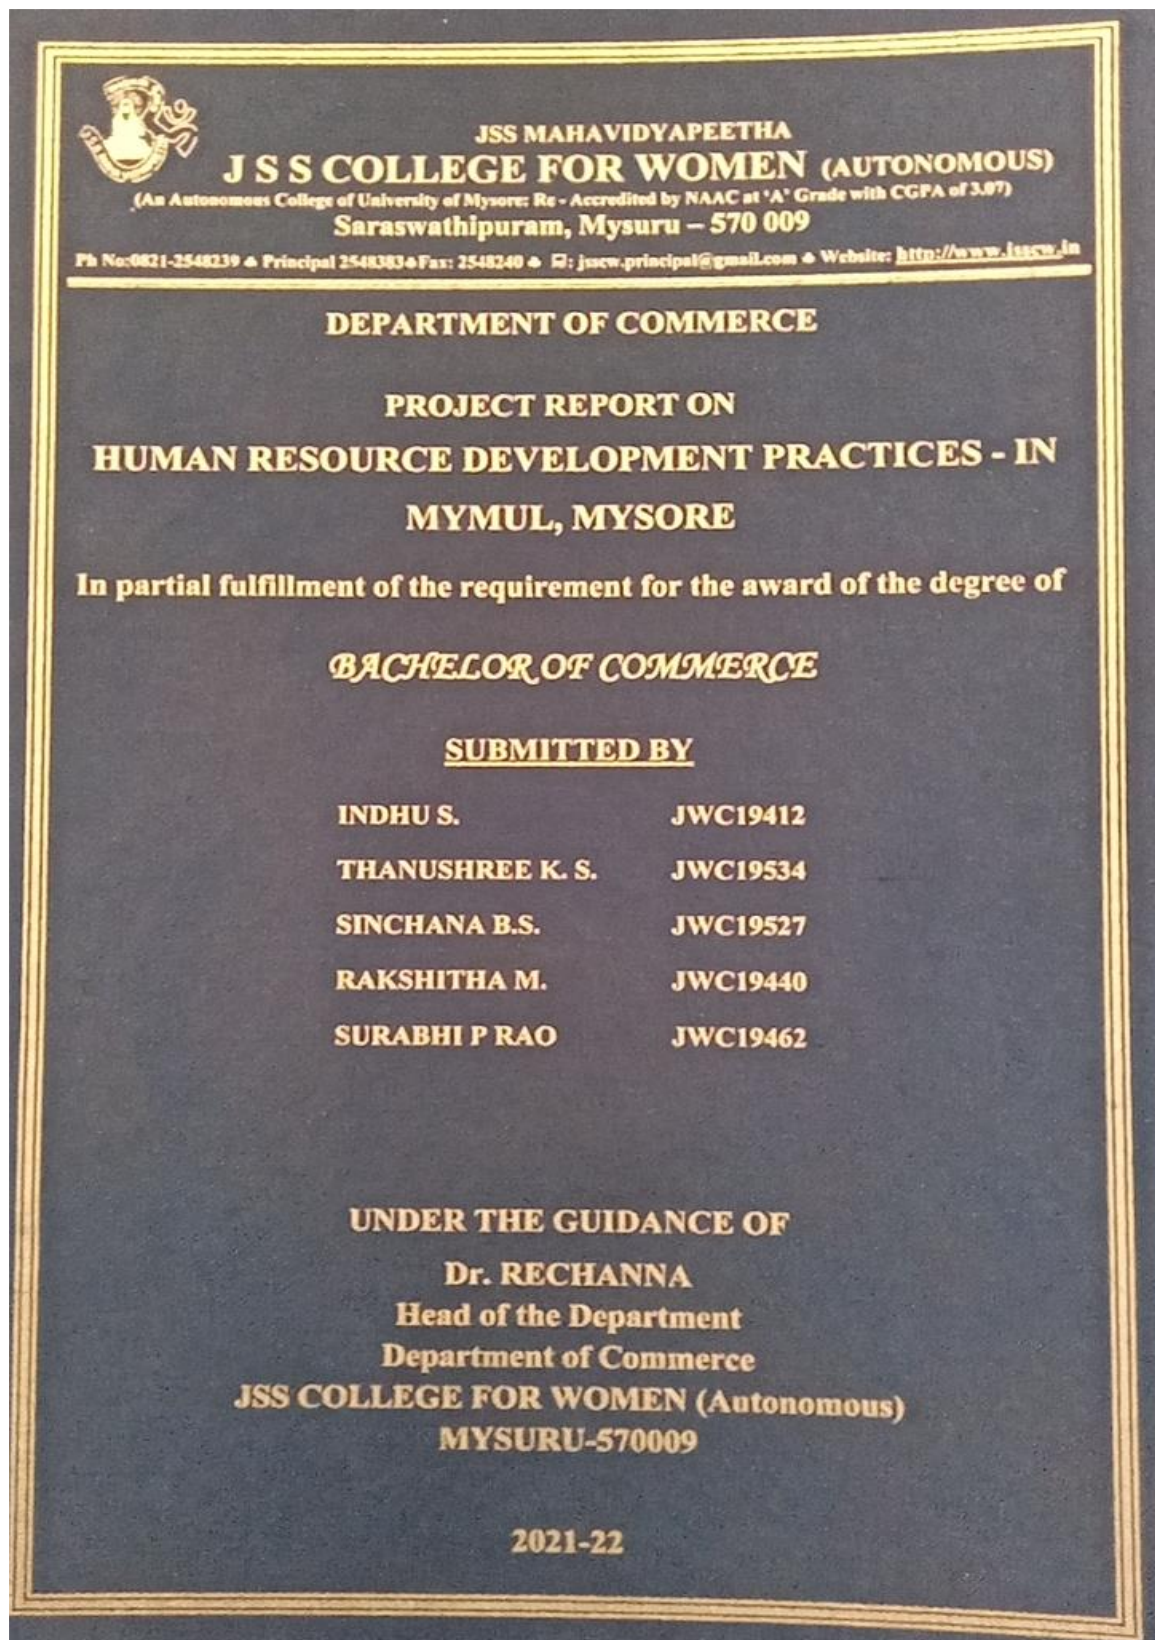 JSS MAHAVIDYAPEETHA
J S S COLLEGE FOR WOMEN (AUTONOMOUS)
(An Autonomous College of University of Mysore; Re - Accredited by NAAC at 'A' Grade with CGPA of 3.07)
Saraswathipuram, Mysuru – 570 009
Ph No:0821-2548239 ♣ Principal 2548383♣Fax: 2548240 ♣ : jsscw.principal@gmail.com ♣ Website: http://www.jsscw.in
DEPARTMENT OF COMMERCE
PROJECT REPORT ON
HUMAN RESOURCE DEVELOPMENT PRACTICES - IN
MYMUL, MYSORE
In partial fulfillment of the requirement for the award of the degree of
BACHELOR OF COMMERCE
SUBMITTED BY
INDHU S. JWC19412
THANUSHREE K. S. JWC19534
SINCHANA B.S. JWC19527
RAKSHITHA M. JWC19440
SURABHI P RAO JWC19462
UNDER THE GUIDANCE OF
Dr. RECHANNA
Head of the Department
Department of Commerce
JSS COLLEGE FOR WOMEN (Autonomous)
MYSURU-570009
2021-22